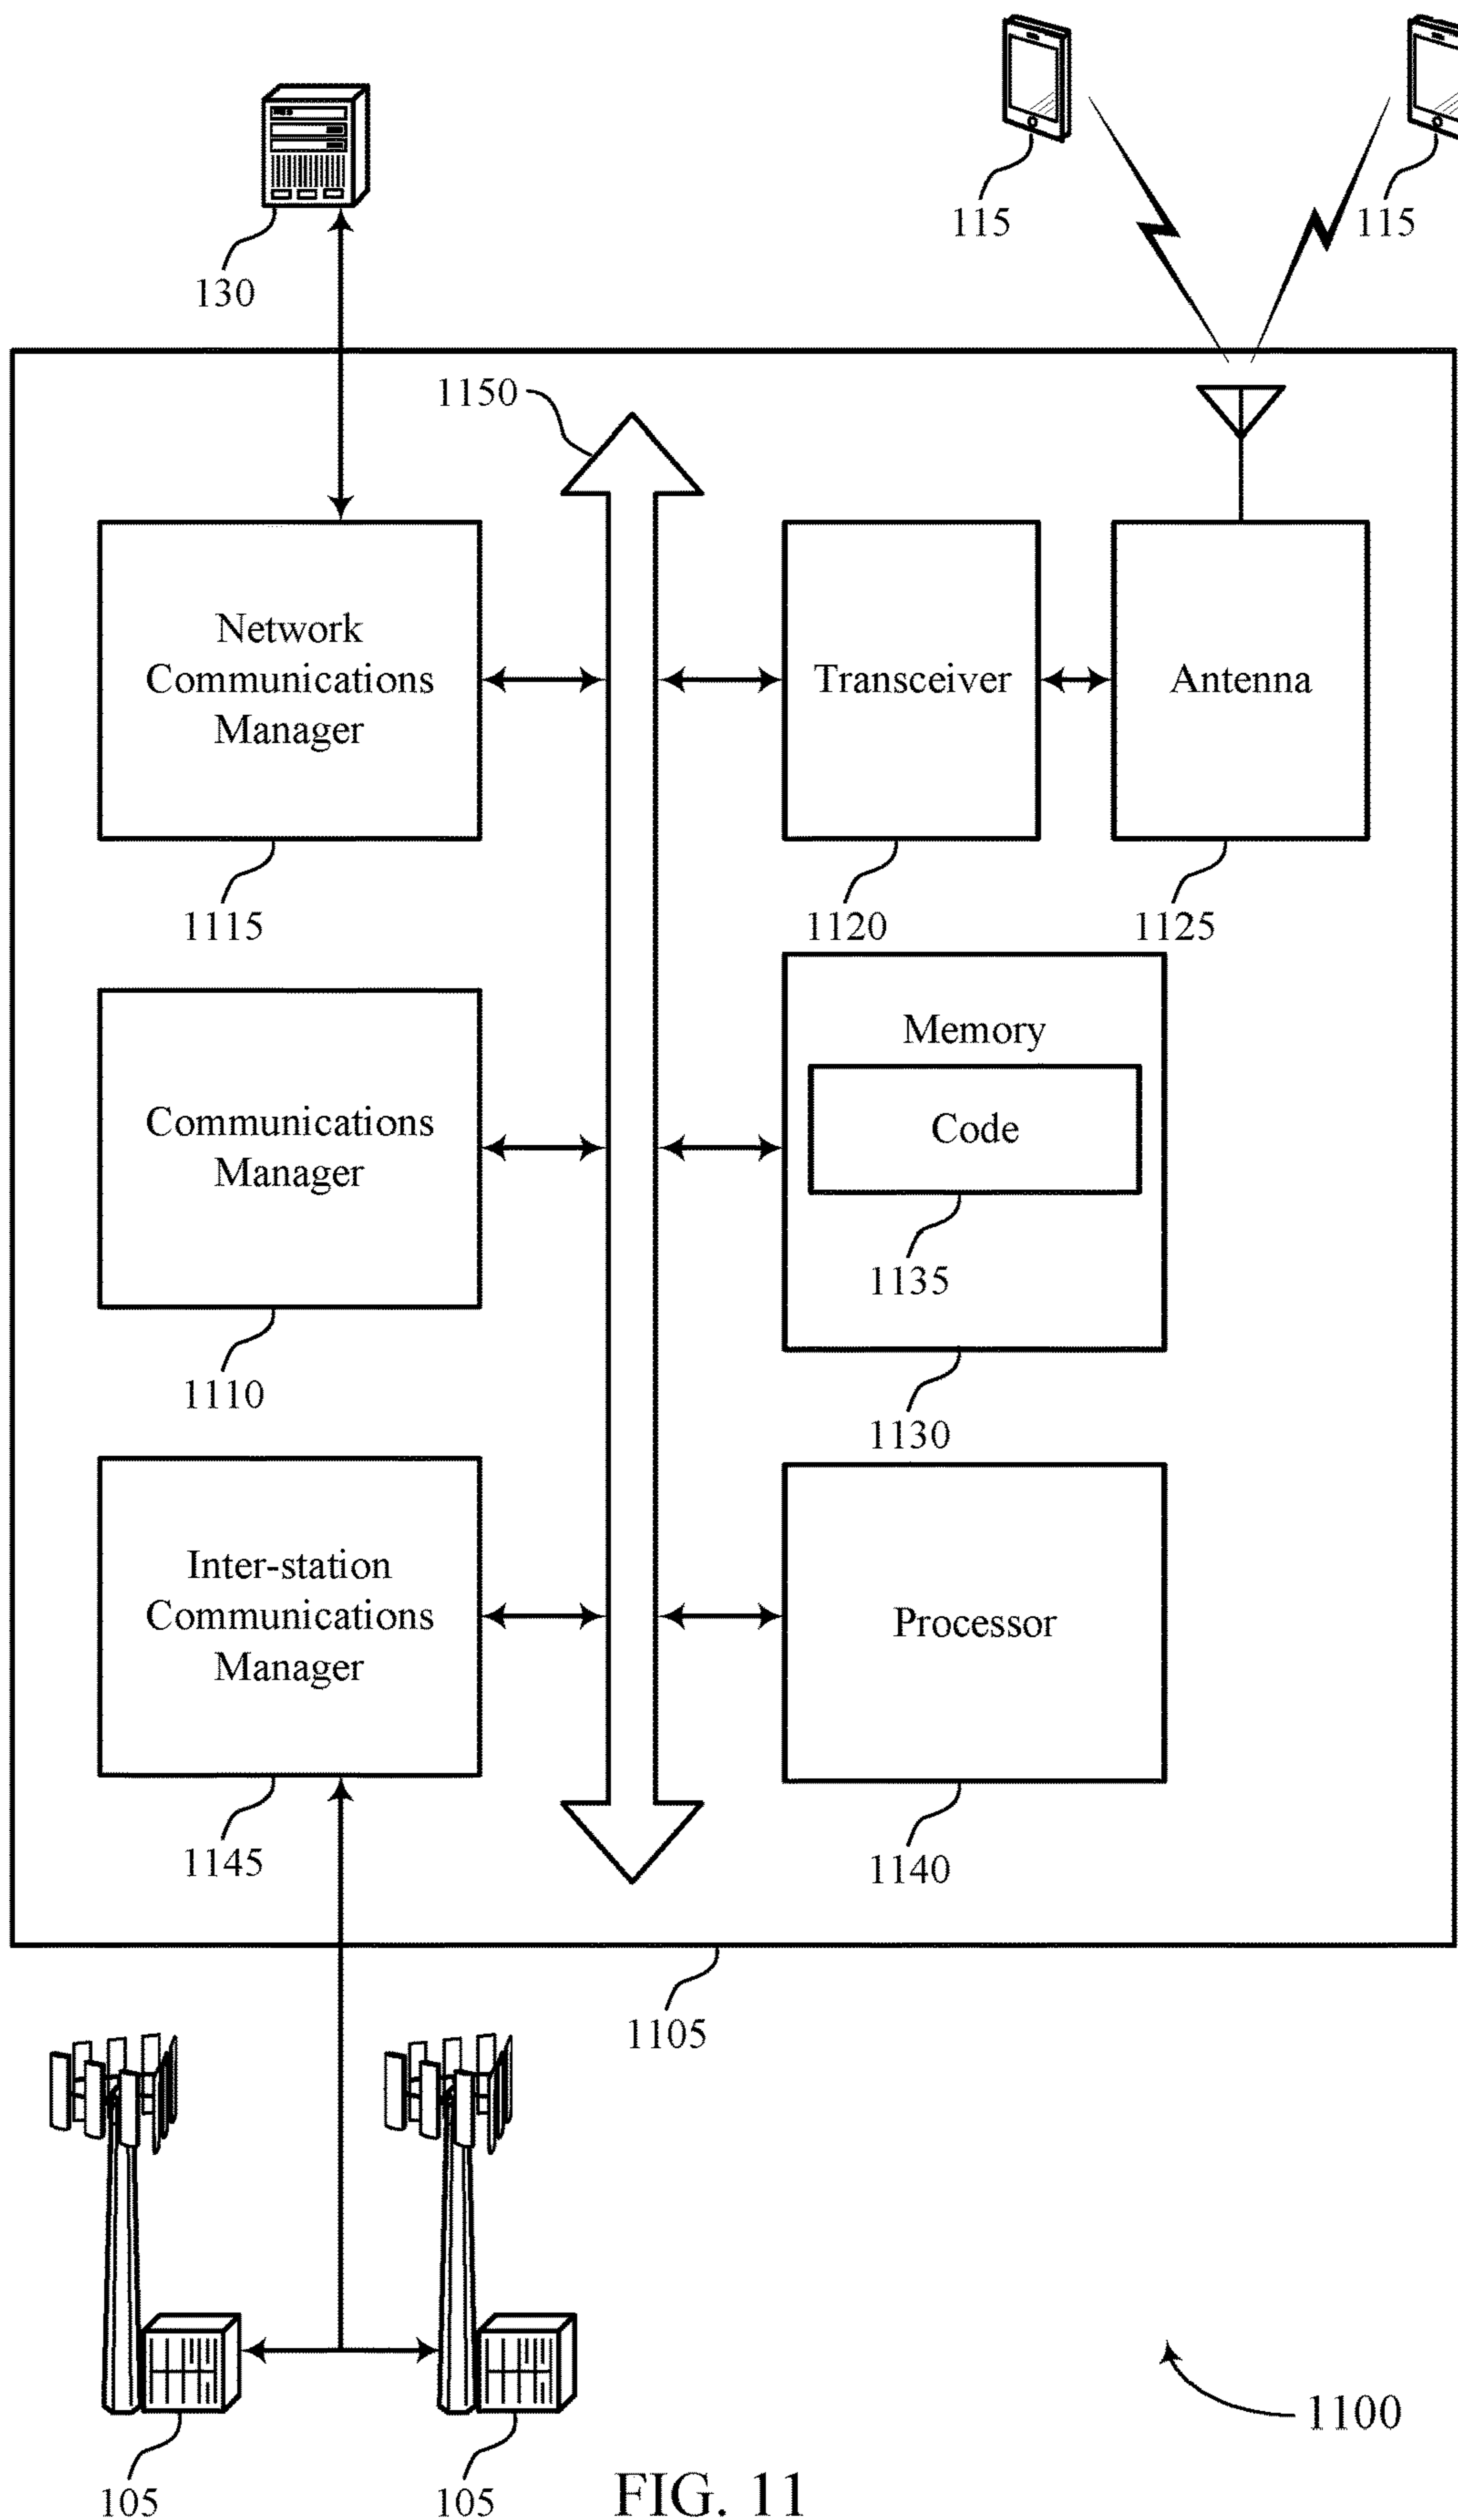 115
115
130
1150
Network
Communications
Manager
Transceiver
Antenna
1115
1120
1125
Memory
Code
Communications
Manager
1135
1110
1130
Inter-station
Communications
Manager
Processor
1145
1140
1105
1100
105
105
FIG. 11